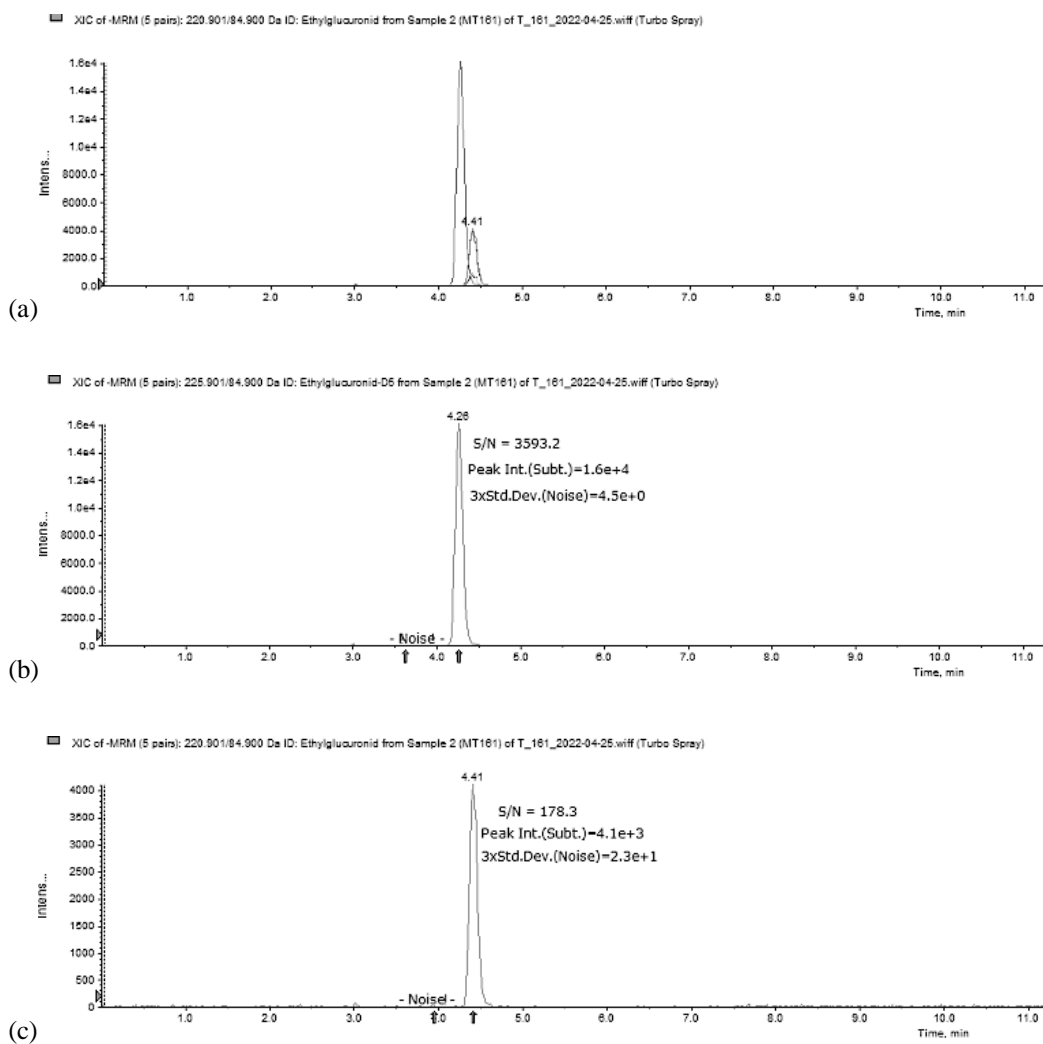 XIC of -MRM (5 pairs): 220.901/84.900 Da ID: Ethylglucuronid from Sample 2 (MT161) of T_161_2022-04-25.wiff (Turbo Spray)
1.6e4
1.4e4
1.2e4
1.0e4
8000.0
6000.0
4000.0
2000.0
0.0
Intens...
4.41
1.0 2.0 3.0 4.0 5.0 6.0 7.0 8.0 9.0 10.0 11.0
Time, min
(a)
XIC of -MRM (5 pairs): 225.901/84.900 Da ID: Ethylglucuronid-D5 from Sample 2 (MT161) of T_161_2022-04-25.wiff (Turbo Spray)
4.26
1.6e4
1.4e4
1.2e4
1.0e4
8000.0
6000.0
4000.0
2000.0
0.0
Intens...
S/N = 3593.2
Peak Int.(Subt.)=1.6e+4
3xStd.Dev.(Noise)=4.5e+0
- Noise -
1.0 2.0 3.0 4.0 5.0 6.0 7.0 8.0 9.0 10.0 11.0
Time, min
(b)
XIC of -MRM (5 pairs): 220.901/84.900 Da ID: Ethylglucuronid from Sample 2 (MT161) of T_161_2022-04-25.wiff (Turbo Spray)
4.41
4000
3500
3000
2500
2000
1500
1000
500
0
Intens...
S/N = 178.3
Peak Int.(Subt.)=4.1e+3
3xStd.Dev.(Noise)=2.3e+1
- Noise -
1.0 2.0 3.0 4.0 5.0 6.0 7.0 8.0 9.0 10.0 11.0
Time, min
(c)